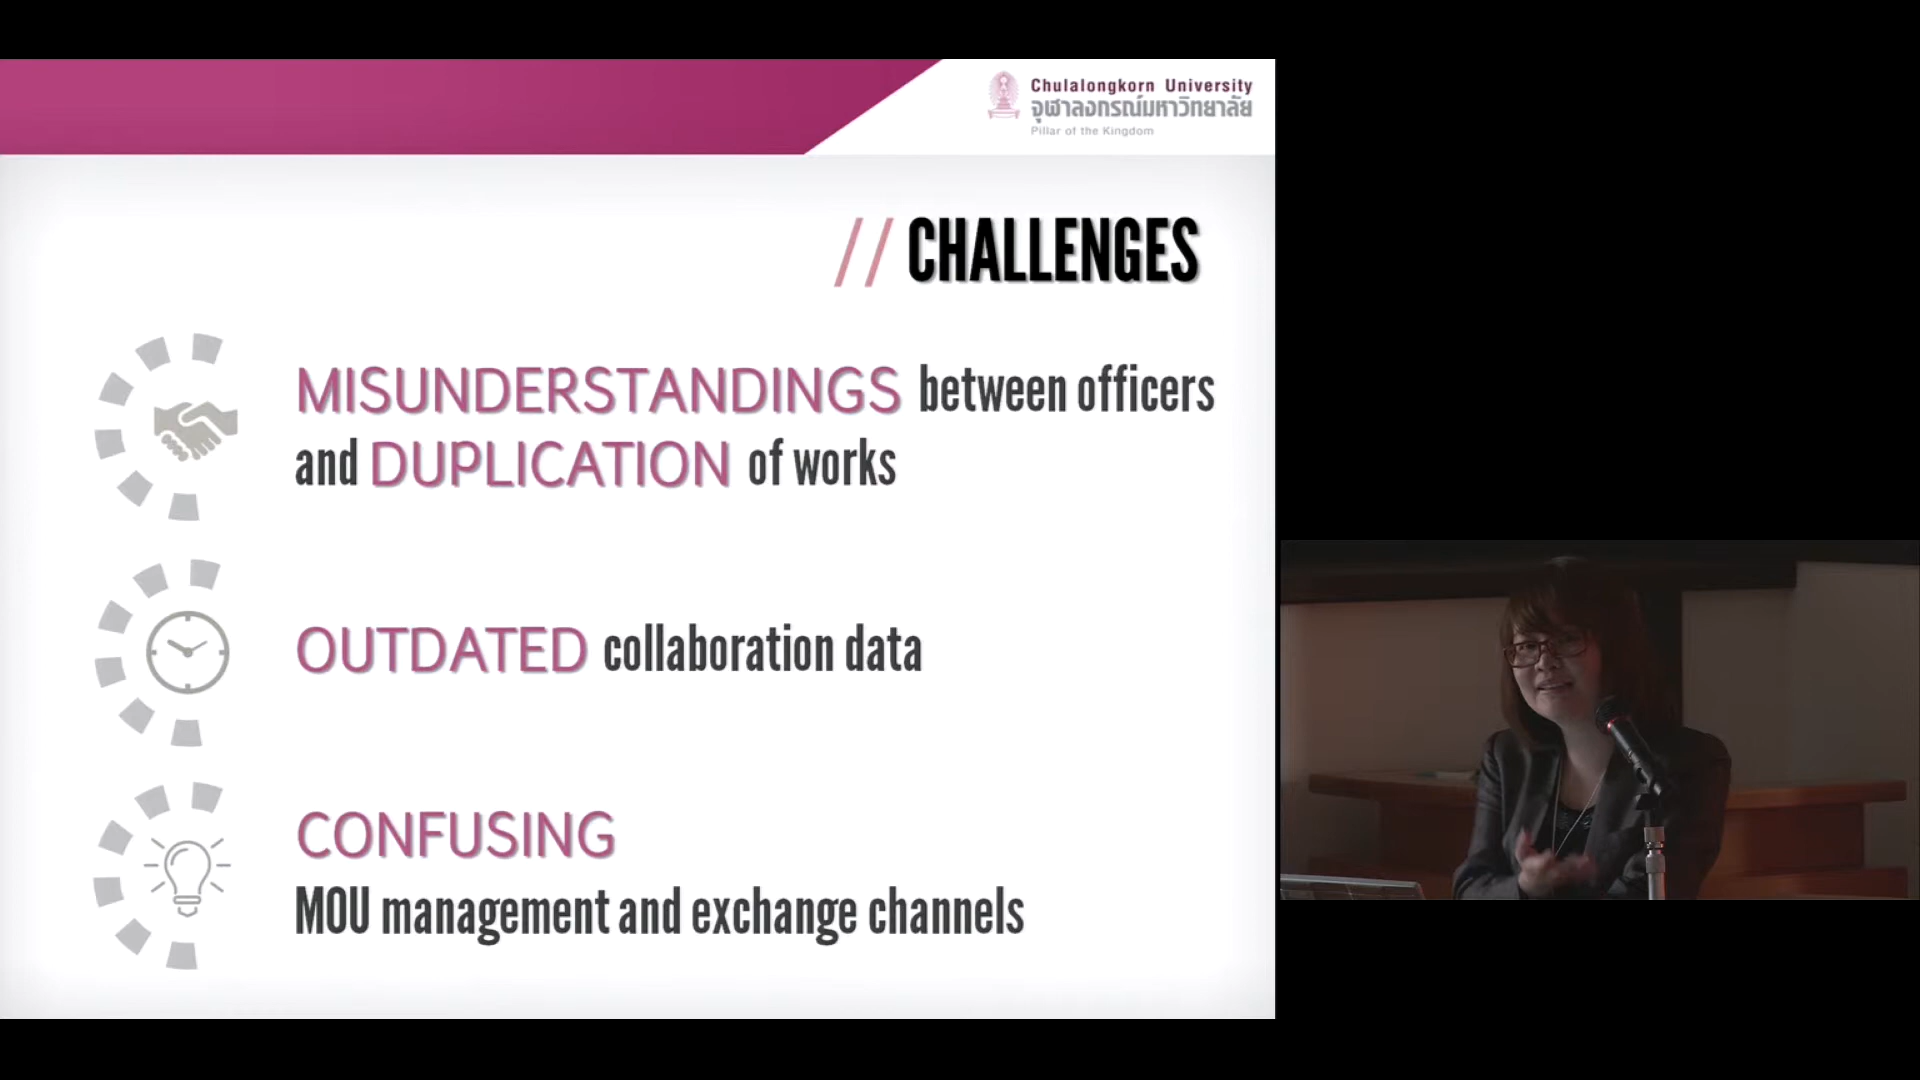 Chulalongkorn University
จุฬาลงกรณ์มหาวิทยาลัย
Pillar of the Kingdom
// CHALLENGES
MISUNDERSTANDINGS between officers
and DUPLICATION of works
OUTDATED collaboration data
CONFUSING
MOU management and exchange channels